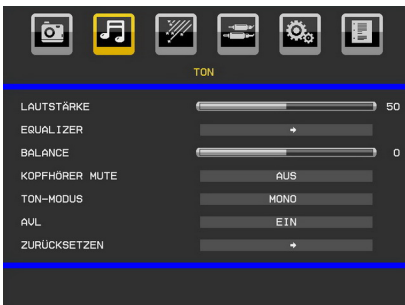 TON
LAUTSTÄRKE 50
EQUALIZER
BALANCE 0
KOPFHÖRER MUTE AUS
TON-MODUS MONO
AVL EIN
ZURÜCKSETZEN